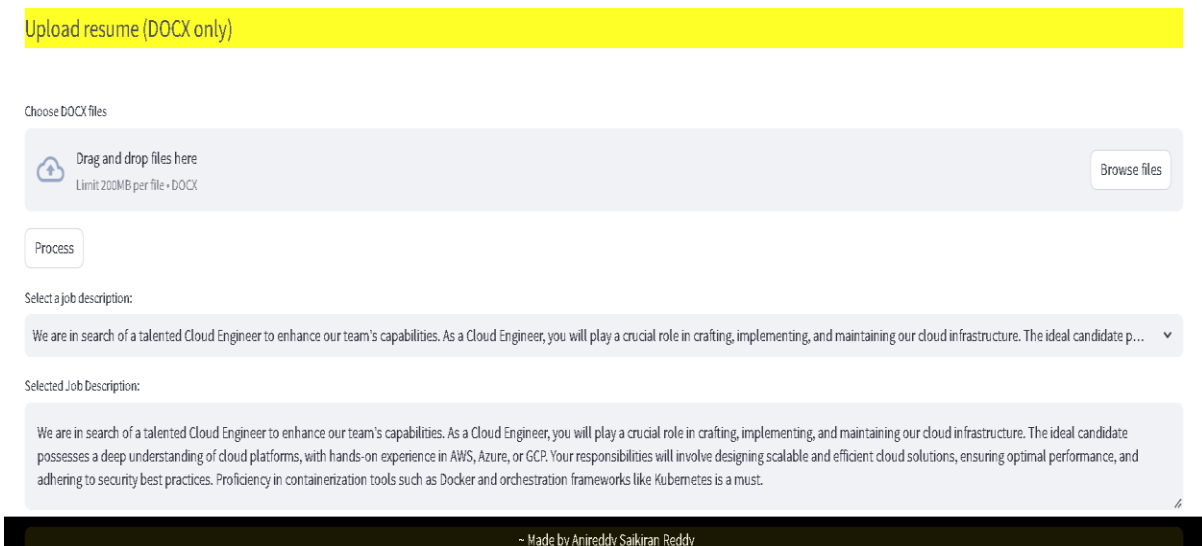 Upload resume (DOCX only)
Choose DOCX files
Drag and drop files here
Limit 200MB per file • DOCX
Browse files
Process
Select a job description:
We are in search of a talented Cloud Engineer to enhance our team's capabilities. As a Cloud Engineer, you will play a crucial role in crafting, implementing, and maintaining our cloud infrastructure. The ideal candidate p...
Selected Job Description:
We are in search of a talented Cloud Engineer to enhance our team's capabilities. As a Cloud Engineer, you will play a crucial role in crafting, implementing, and maintaining our cloud infrastructure. The ideal candidate
possesses a deep understanding of cloud platforms, with hands-on experience in AWS, Azure, or GCP. Your responsibilities will involve designing scalable and efficient cloud solutions, ensuring optimal performance, and
adhering to security best practices. Proficiency in containerization tools such as Docker and orchestration frameworks like Kubernetes is a must.
~ Made by Anireddy Saikiran Reddy